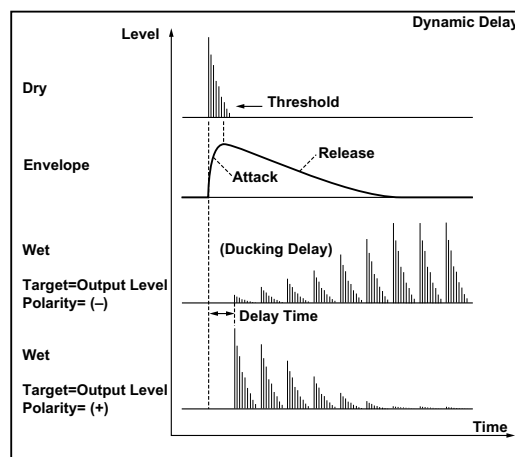 Dynamic Delay
Level
Dry
Threshold
Envelope
Release
Attack
Wet
(Ducking Delay)
Target=Output Level
Polarity= (–)
Delay Time
Wet
Target=Output Level
Polarity= (+)
Time